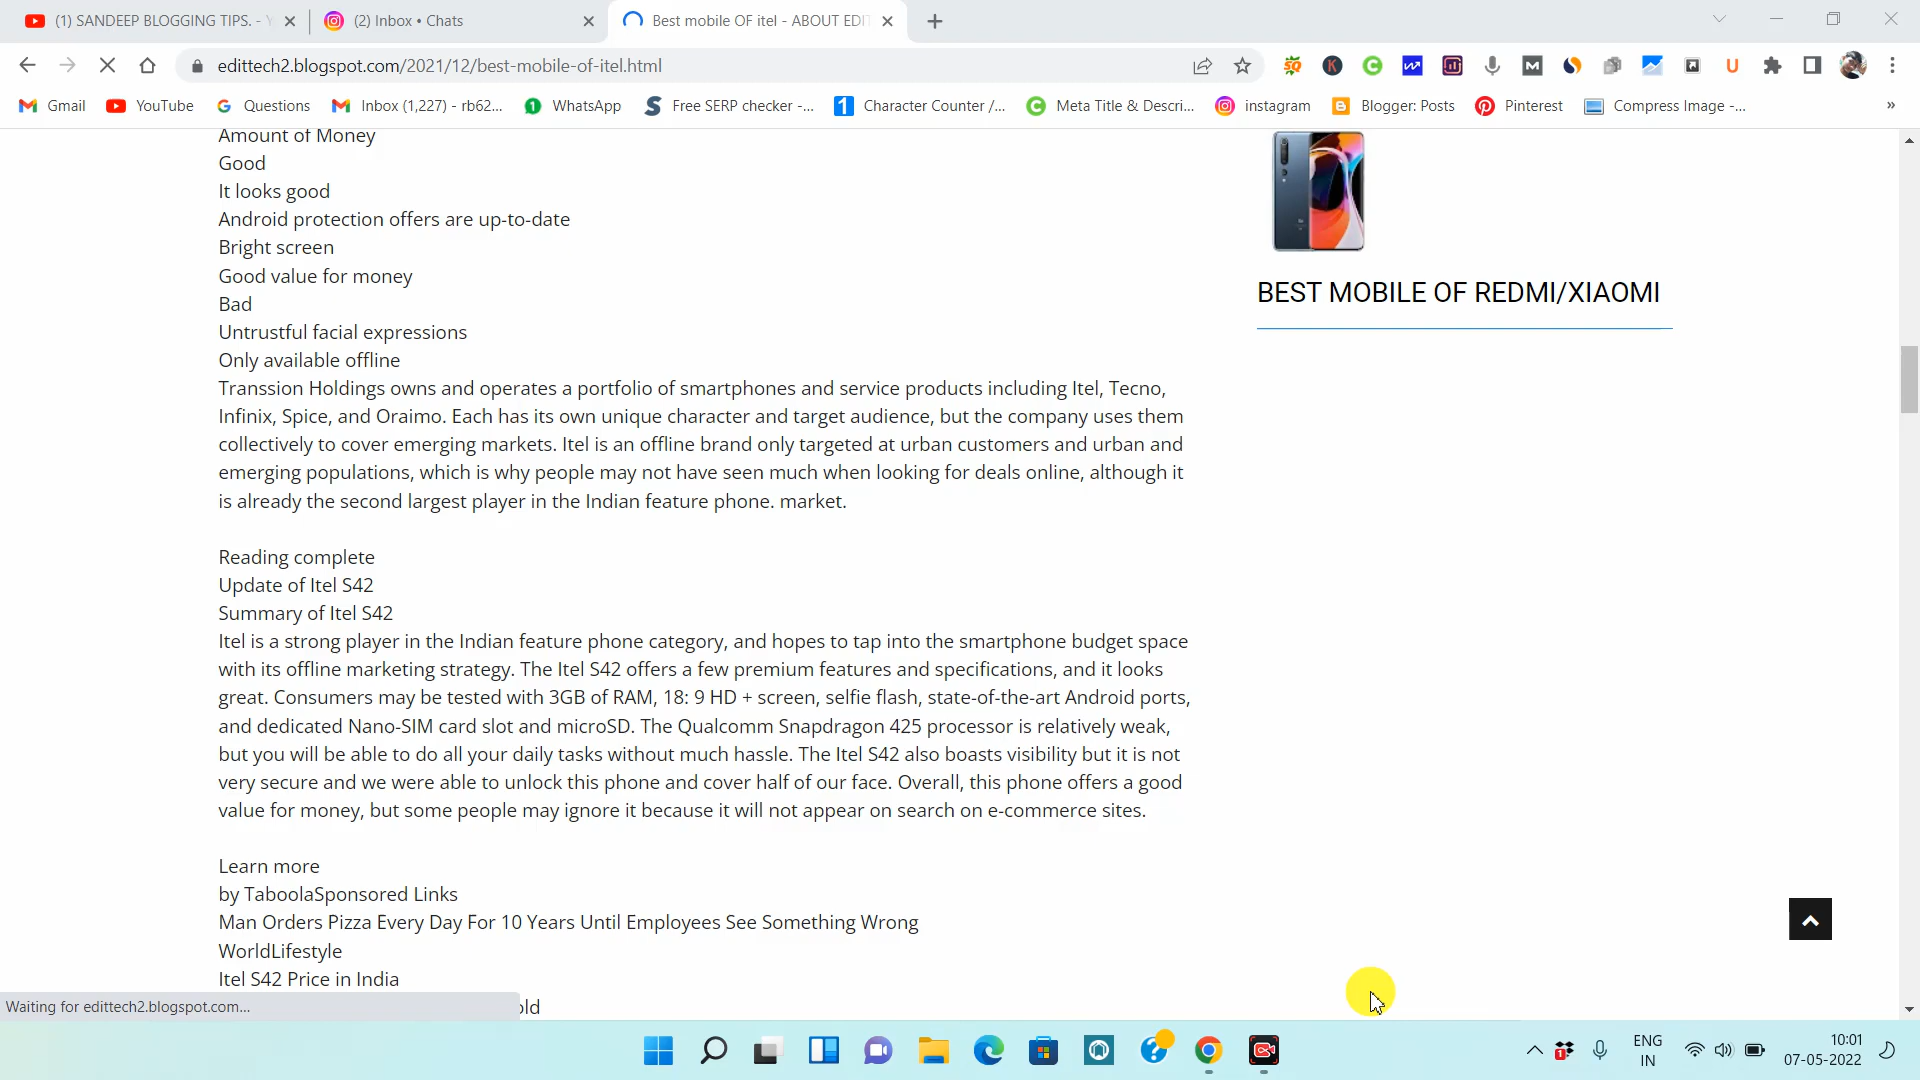 (1) SANDEEP BLOGGING TIPS. - Y
(2) Inbox • Chats
Best mobile OF itel - ABOUT EDIT
edittech2.blogspot.com/2021/12/best-mobile-of-itel.html
Gmail
YouTube
Questions
Inbox (1,227) - rb62...
WhatsApp
Free SERP checker -...
Character Counter /...
Meta Title & Descri...
instagram
Blogger: Posts
Pinterest
Compress Image -...
»
Amount of Money
Good
It looks good
Android protection offers are up-to-date
Bright screen
Good value for money
Bad
Untrustful facial expressions
Only available offline
Transsion Holdings owns and operates a portfolio of smartphones and service products including Itel, Tecno,
Infinix, Spice, and Oraimo. Each has its own unique character and target audience, but the company uses them
collectively to cover emerging markets. Itel is an offline brand only targeted at urban customers and urban and
emerging populations, which is why people may not have seen much when looking for deals online, although it
is already the second largest player in the Indian feature phone. market.
Reading complete
Update of Itel S42
Summary of Itel S42
Itel is a strong player in the Indian feature phone category, and hopes to tap into the smartphone budget space
with its offline marketing strategy. The Itel S42 offers a few premium features and specifications, and it looks
great. Consumers may be tested with 3GB of RAM, 18: 9 HD + screen, selfie flash, state-of-the-art Android ports,
and dedicated Nano-SIM card slot and microSD. The Qualcomm Snapdragon 425 processor is relatively weak,
but you will be able to do all your daily tasks without much hassle. The Itel S42 also boasts visibility but it is not
very secure and we were able to unlock this phone and cover half of our face. Overall, this phone offers a good
value for money, but some people may ignore it because it will not appear on search on e-commerce sites.
Learn more
by TaboolaSponsored Links
Man Orders Pizza Every Day For 10 Years Until Employees See Something Wrong
WorldLifestyle
Itel S42 Price in India
old
BEST MOBILE OF REDMI/XIAOMI
Waiting for edittech2.blogspot.com...
ENG
IN
10:01
07-05-2022